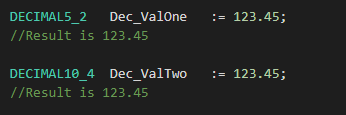 DECIMAL5_2 Dec_ValOne := 123.45;
//Result is 123.45
DECIMAL10_4 Dec_ValTwo := 123.45;
//Result is 123.45